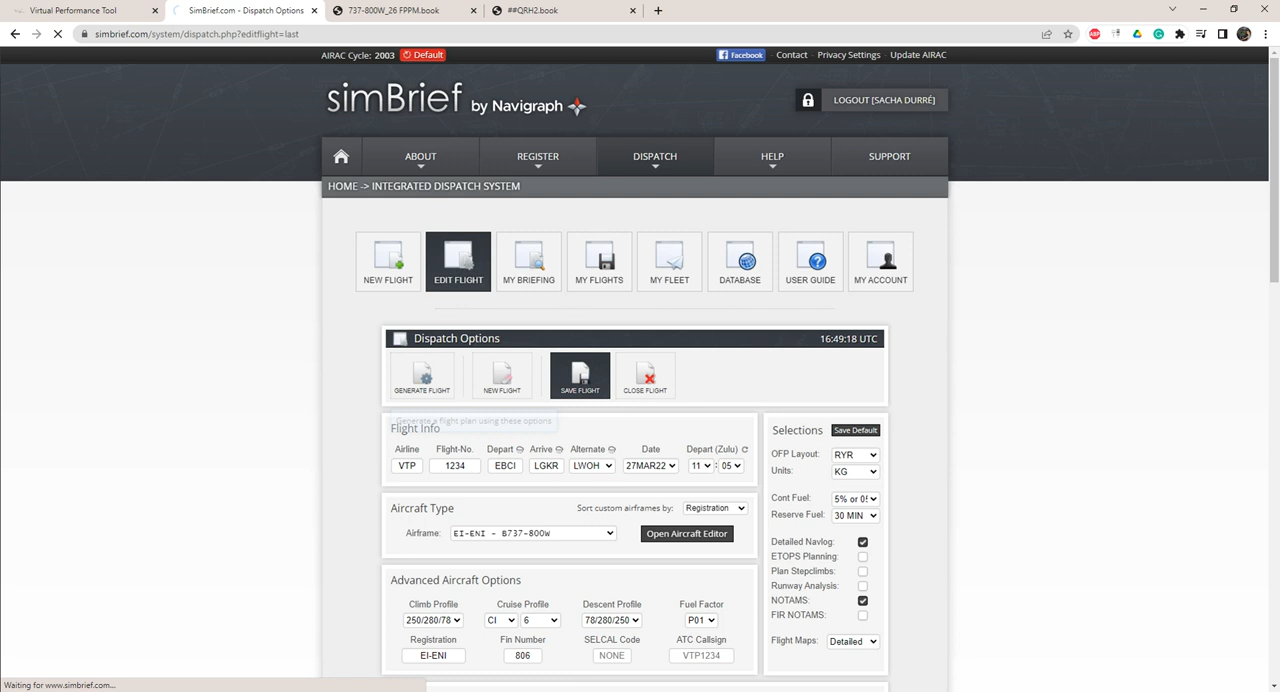 Virtual Performance Tool
SimBrief.com - Dispatch Options
737-800W_26 FPPM.book
##QRH2.book
simbrief.com/system/dispatch.php?editflight=last
AIRAC Cycle: 2003 Default
Facebook Contact Privacy Settings Update AIRAC
simBrief by Navigraph
LOGOUT [SACHA DURRÉ]
ABOUT REGISTER DISPATCH HELP SUPPORT
HOME -> INTEGRATED DISPATCH SYSTEM
NEW FLIGHT EDIT FLIGHT MY BRIEFING MY FLIGHTS MY FLEET DATABASE USER GUIDE MY ACCOUNT
Dispatch Options 16:49:18 UTC
GENERATE FLIGHT NEW FLIGHT SAVE FLIGHT CLOSE FLIGHT
Generate a flight plan using these options
Flight Info
Airline Flight-No. Depart Arrive Alternate Date Depart (Zulu)
VTP 1234 EBCI LGKR LWOH 27MAR22 11 : 05
Aircraft Type Sort custom airframes by: Registration
Airframe: EI-ENI - B737-800W Open Aircraft Editor
Advanced Aircraft Options
Climb Profile Cruise Profile Descent Profile Fuel Factor
250/280/78 CI 6 78/280/250 P01
Registration Fin Number SELCAL Code ATC Callsign
EI-ENI 806 NONE VTP1234
Selections Save Default
OFP Layout: RYR
Units: KG
Cont Fuel: 5% or 0
Reserve Fuel: 30 MIN
Detailed Navlog:
ETOPS Planning:
Plan Stepclimbs:
Runway Analysis:
NOTAMS:
FIR NOTAMS:
Flight Maps: Detailed
Waiting for www.simbrief.com...